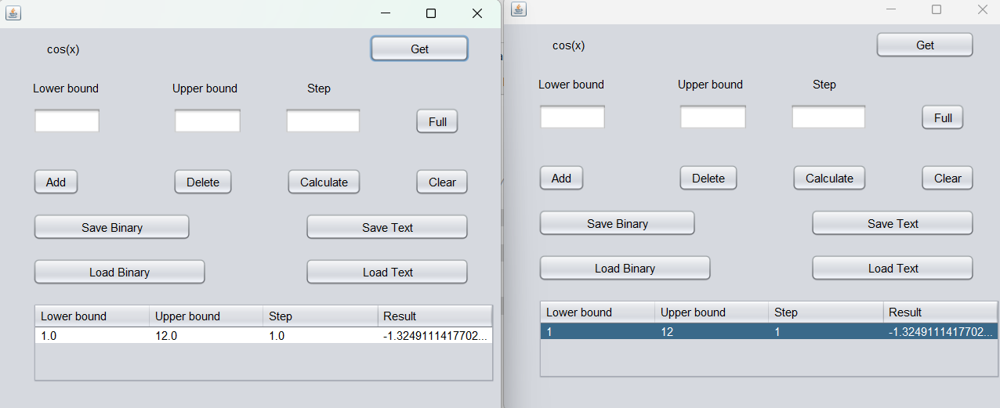 cos(x) Get
Lower bound Upper bound Step
Full
Add Delete Calculate Clear
Save Binary Save Text
Load Binary Load Text
Lower bound Upper bound Step Result
1.0 12.0 1.0 -1.3249111417702...
cos(x) Get
Lower bound Upper bound Step
Full
Add Delete Calculate Clear
Save Binary Save Text
Load Binary Load Text
Lower bound Upper bound Step Result
1 12 1 -1.3249111417702...